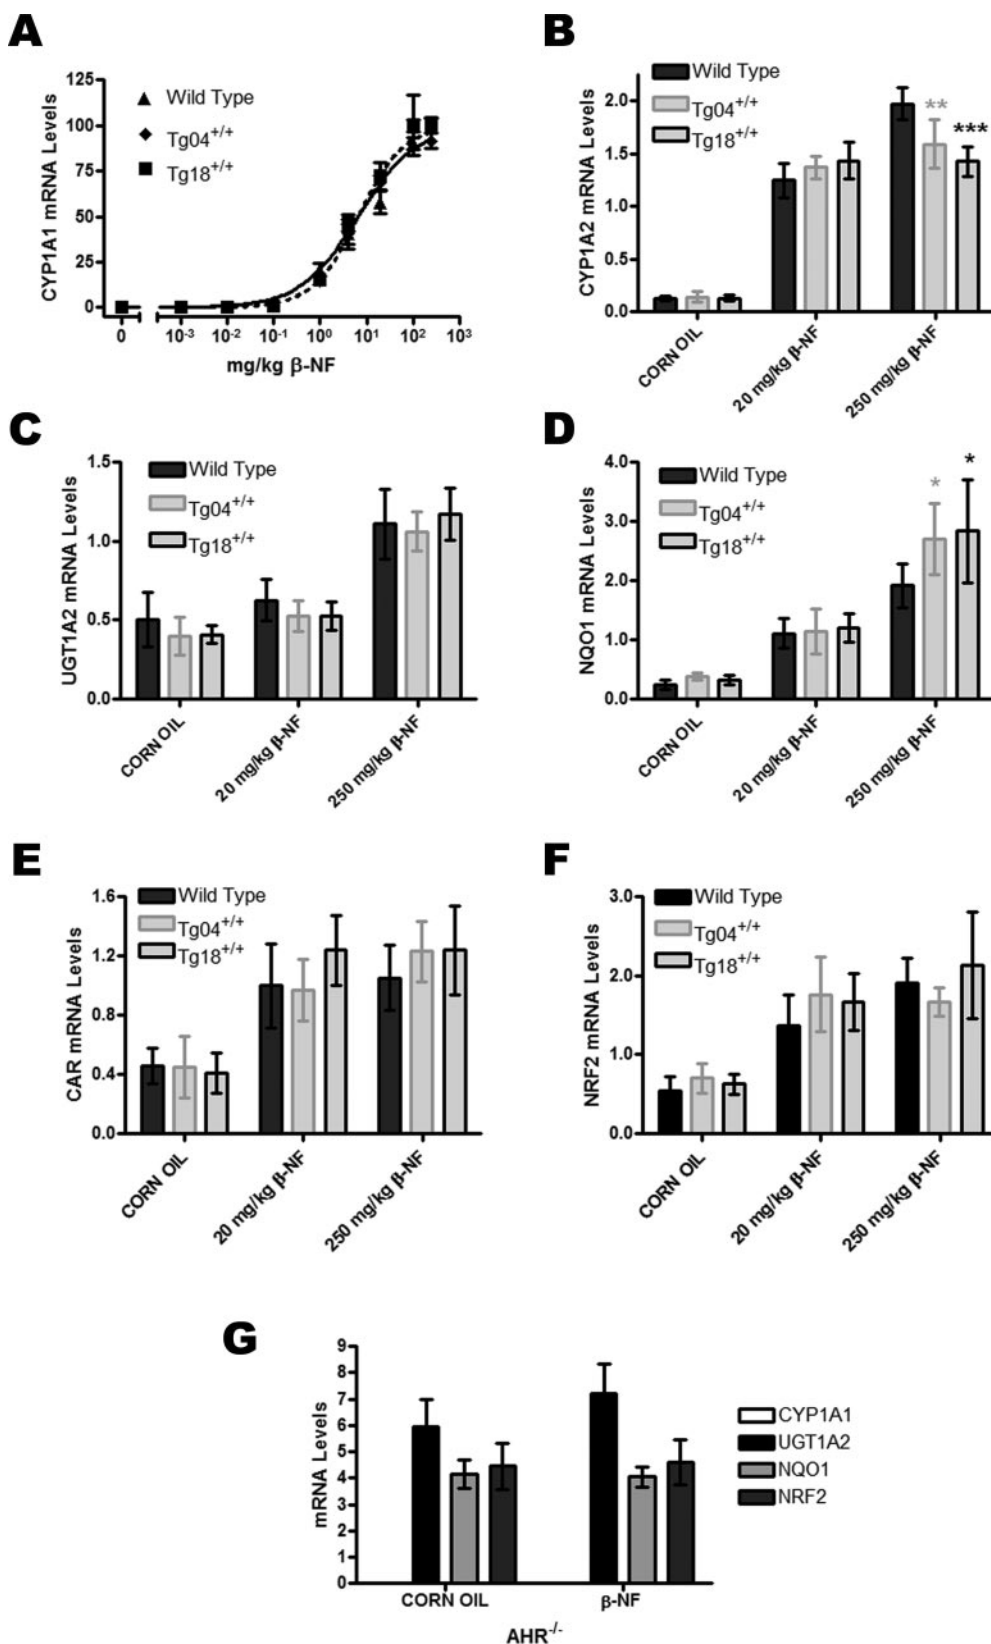 A
CYP1A1 mRNA Levels
125
100
75
50
25
0
Wild Type
Tg04+/+
Tg18+/+
0 10-3 10-2 10-1 10⁰ 10¹ 10² 10³
mg/kg β-NF
B
CYP1A2 mRNA Levels
2.0
1.5
1.0
0.5
0.0
Wild Type
Tg04+/+
Tg18+/+
**
***
CORN OIL
20 mg/kg β-NF
250 mg/kg β-NF
C
UGT1A2 mRNA Levels
1.5
1.0
0.5
0.0
Wild Type
Tg04+/+
Tg18+/+
CORN OIL
20 mg/kg β-NF
250 mg/kg β-NF
D
NQO1 mRNA Levels
4.0
3.0
2.0
1.0
0.0
Wild Type
Tg04+/+
Tg18+/+
*
*
CORN OIL
20 mg/kg β-NF
250 mg/kg β-NF
E
CAR mRNA Levels
1.6
1.2
0.8
0.4
0.0
Wild Type
Tg04+/+
Tg18+/+
CORN OIL
20 mg/kg β-NF
250 mg/kg β-NF
F
NRF2 mRNA Levels
3.0
2.0
1.0
0.0
Wild Type
Tg04+/+
Tg18+/+
CORN OIL
20 mg/kg β-NF
250 mg/kg β-NF
G
mRNA Levels
9
8
7
6
5
4
3
2
1
0
CORN OIL β-NF
AHR-/-
CYP1A1
UGT1A2
NQO1
NRF2